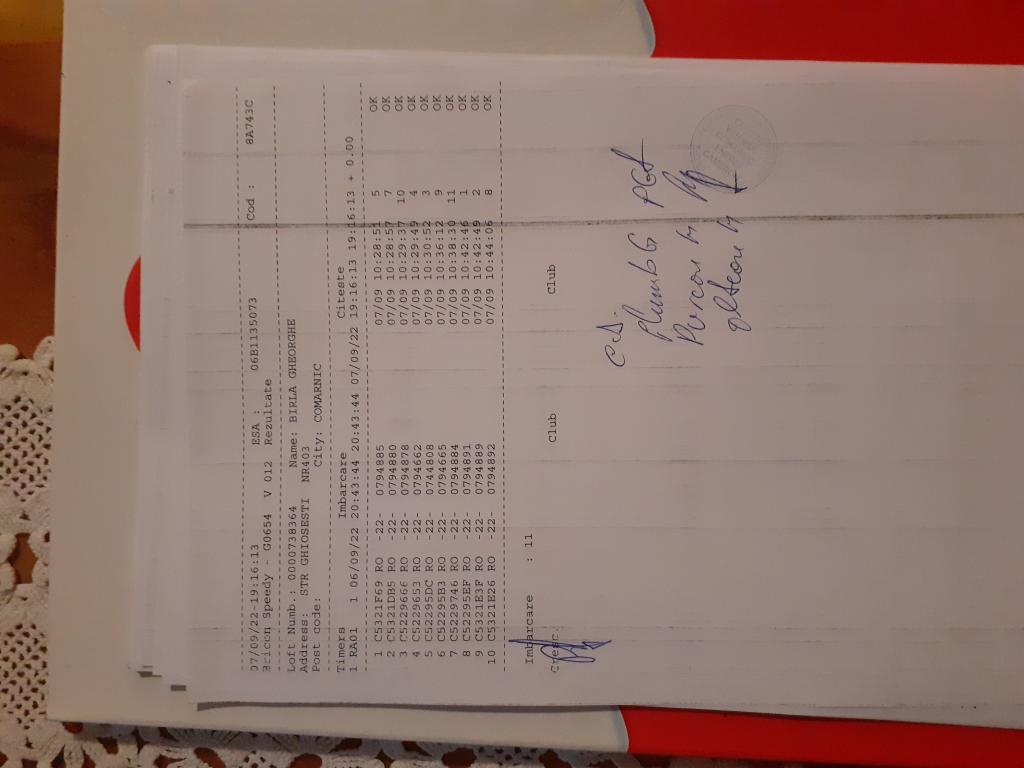 07/09/22-19:16:13 ESA : 06B1135073 Cod : 8A743C
Bricon Speedy - G0654 V 012 Rezultate
Loft Numb.: 0000738364 Name: BIRLA GHEORGHE
Address: STR GHIOSESTI NR403
Post code: City: COMARNIC
Timers Imbarcare Citeste
1 RA01 1 06/09/22 20:43:44 20:43:44 07/09/22 19:16:13 19:16:13 + 0.00
1 C5321F69 RO -22- 0794885 07/09 10:28:51 5 OK
2 C5321DB5 RO -22- 0794880 07/09 10:28:57 7 OK
3 C5229666 RO -22- 0794878 07/09 10:29:37 10 OK
4 C5229653 RO -22- 0794662 07/09 10:29:49 4 OK
5 C52295DC RO -22- 0744808 07/09 10:30:52 3 OK
6 C52295B3 RO -22- 0794665 07/09 10:36:12 9 OK
7 C5229746 RO -22- 0794884 07/09 10:38:30 11 OK
8 C52295EF RO -22- 0794891 07/09 10:42:46 1 OK
9 C5321E3F RO -22- 0794889 07/09 10:42:49 2 OK
10 C5321E26 RO -22- 0794892 07/09 10:44:06 8 OK
Imbarcare : 11
Cresc. Club Club